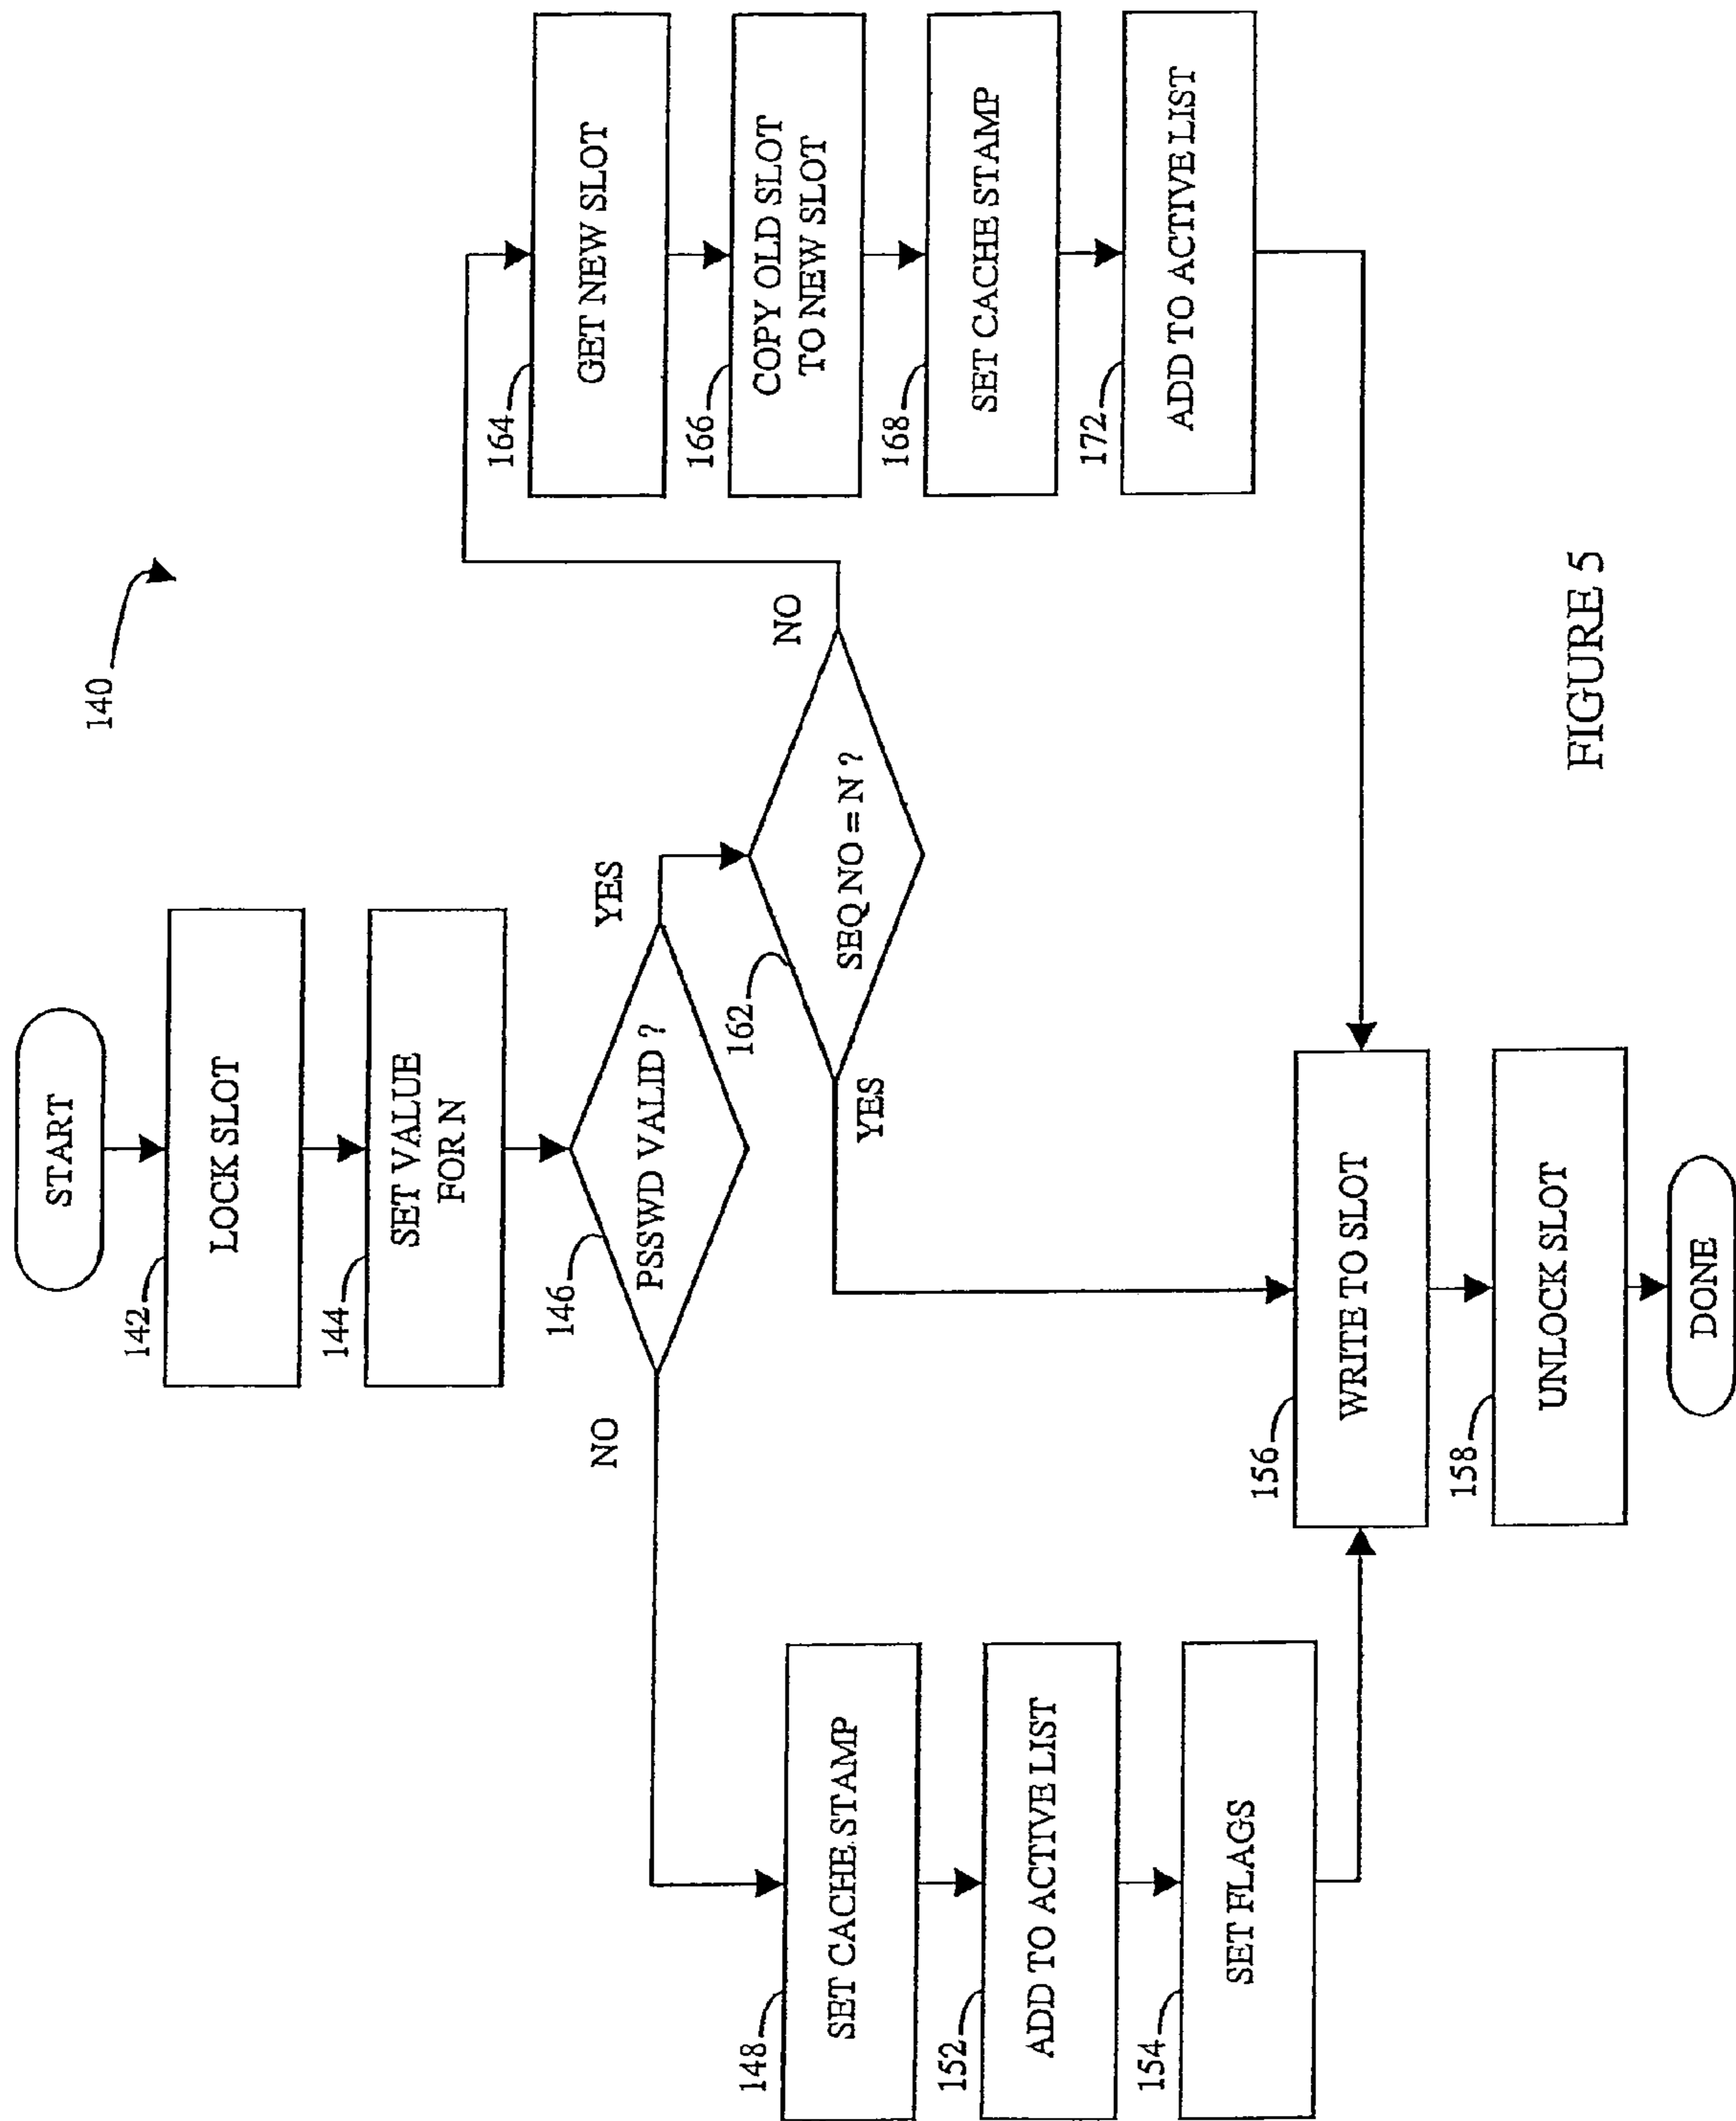 140
START
142
LOCK SLOT
144
SET VALUE
FOR N
146
PSSWD VALID ?
NO
YES
148
SET CACHE STAMP
152
ADD TO ACTIVE LIST
154
SET FLAGS
162
SEQ NO = N ?
YES
NO
164
GET NEW SLOT
166
COPY OLD SLOT
TO NEW SLOT
168
SET CACHE STAMP
172
ADD TO ACTIVE LIST
156
WRITE TO SLOT
158
UNLOCK SLOT
DONE
FIGURE 5